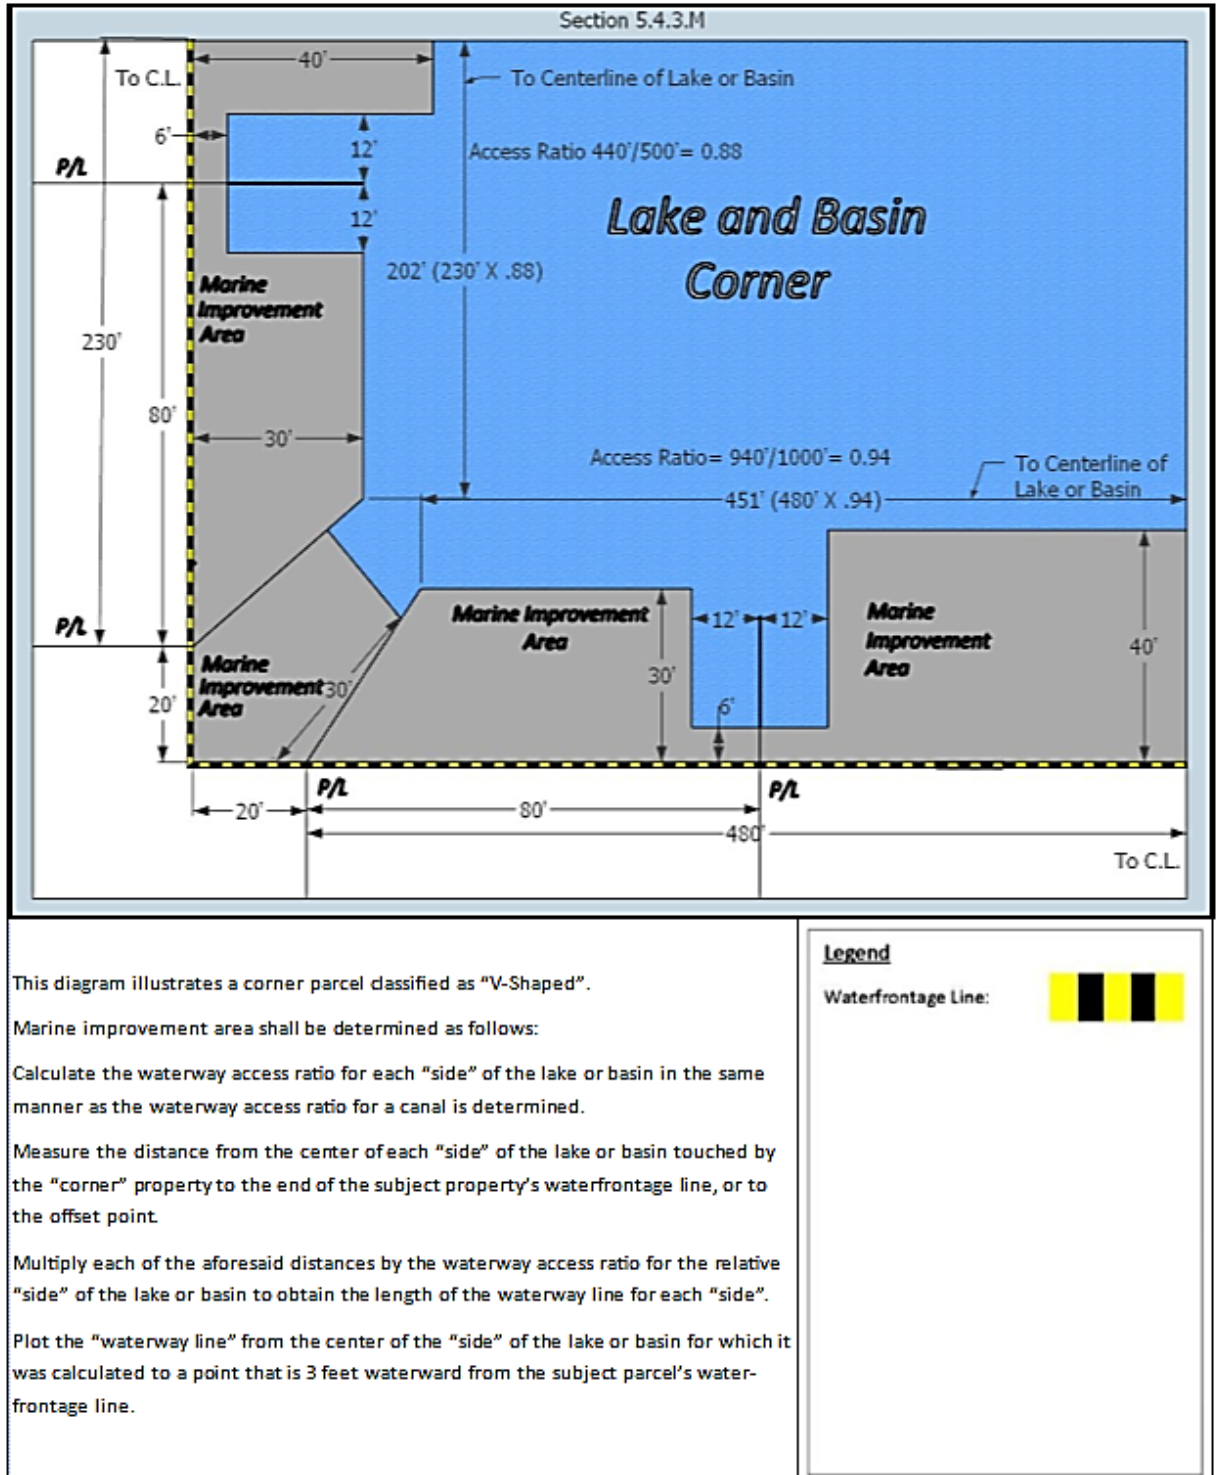 Section 5.4.3.M
40'
To C.L.
To Centerline of Lake or Basin
6'
12'
Access Ratio 440'/500'= 0.88
P/L
Lake and Basin
Corner
12'
202' (230' X .88)
Marine
Improvement
Area
230'
80'
30'
Access Ratio= 940'/1000'= 0.94
To Centerline of
Lake or Basin
451' (480' X .94)
P/L
Marine Improvement
Area
12'
12'
Marine
Improvement
Area
40'
Marine
Improvement
Area
30'
30'
20'
6'
P/L
P/L
20'
80'
480'
To C.L.
This diagram illustrates a corner parcel classified as “V-Shaped”.
Marine improvement area shall be determined as follows:
Calculate the waterway access ratio for each “side” of the lake or basin in the same
manner as the waterway access ratio for a canal is determined.
Measure the distance from the center of each “side” of the lake or basin touched by
the “corner” property to the end of the subject property’s waterfrontage line, or to
the offset point.
Multiply each of the aforesaid distances by the waterway access ratio for the relative
“side” of the lake or basin to obtain the length of the waterway line for each “side”.
Plot the “waterway line” from the center of the “side” of the lake or basin for which it
was calculated to a point that is 3 feet waterward from the subject parcel’s water-
frontage line.
Legend
Waterfrontage Line: